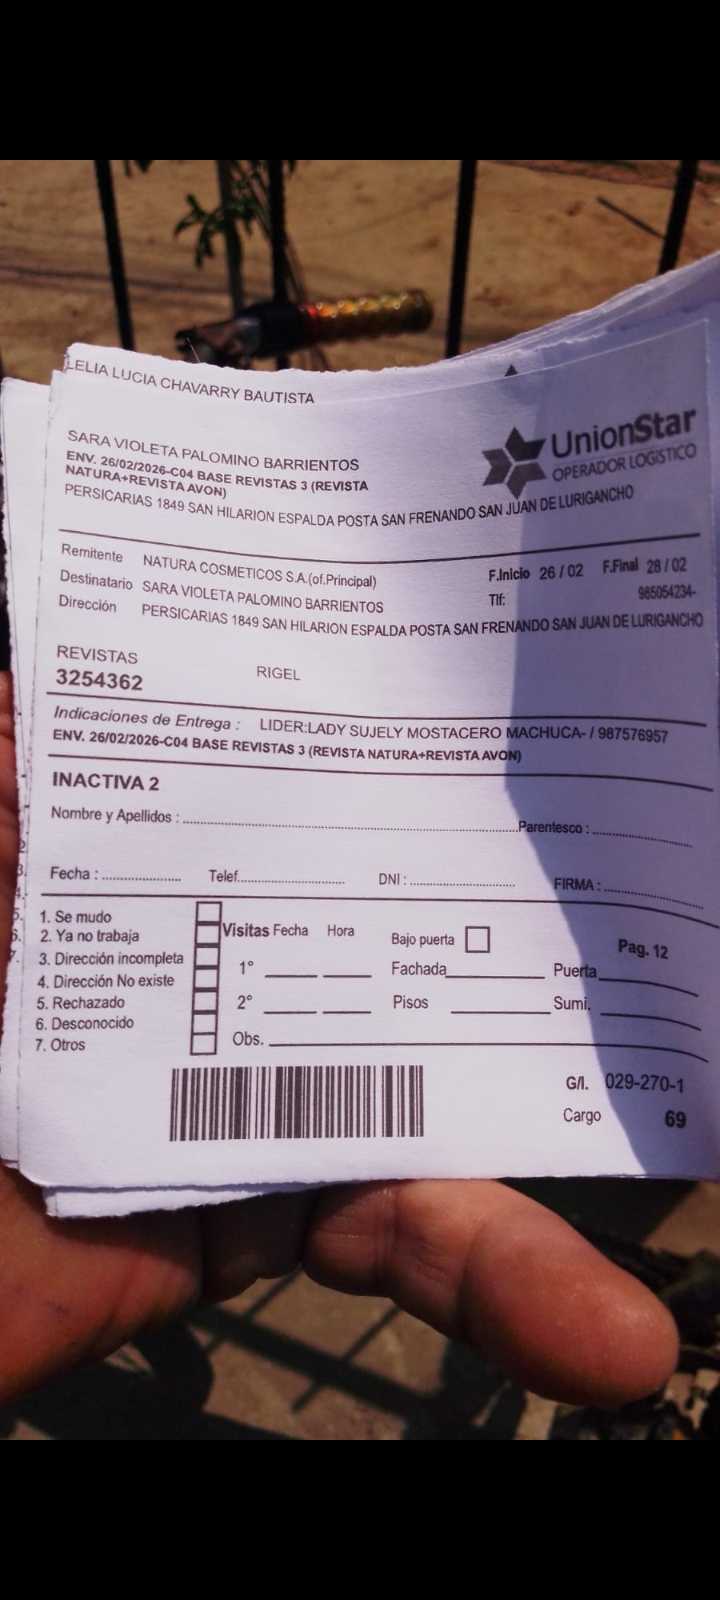 LELIA LUCIA CHAVARRY BAUTISTA
SARA VIOLETA PALOMINO BARRIENTOS
ENV. 26/02/2026-C04 BASE REVISTAS 3 (REVISTA
NATURA+REVISTA AVON)
PERSICARIAS 1849 SAN HILARION ESPALDA POSTA SAN FRENANDO SAN JUAN DE LURIGANCHO
UnionStar
OPERADOR LOGISTICO
Remitente NATURA COSMETICOS S.A.(of.Principal) F.Inicio 26 / 02 F.Final 28 / 02
Destinatario SARA VIOLETA PALOMINO BARRIENTOS Tlf: 985054234-
Dirección PERSICARIAS 1849 SAN HILARION ESPALDA POSTA SAN FRENANDO SAN JUAN DE LURIGANCHO
REVISTAS RIGEL
3254362
Indicaciones de Entrega : LIDER:LADY SUJELY MOSTACERO MACHUCA- / 987576957
ENV. 26/02/2026-C04 BASE REVISTAS 3 (REVISTA NATURA+REVISTA AVON)
INACTIVA 2
Nombre y Apellidos : Parentesco :
Fecha : Telef. DNI : FIRMA :
1. Se mudo
2. Ya no trabaja
3. Dirección incompleta
4. Dirección No existe
5. Rechazado
6. Desconocido
7. Otros
Visitas Fecha Hora Bajo puerta Pag. 12
1° Fachada Puerta
2° Pisos Sumi.
Obs.
G/l. 029-270-1
Cargo 69